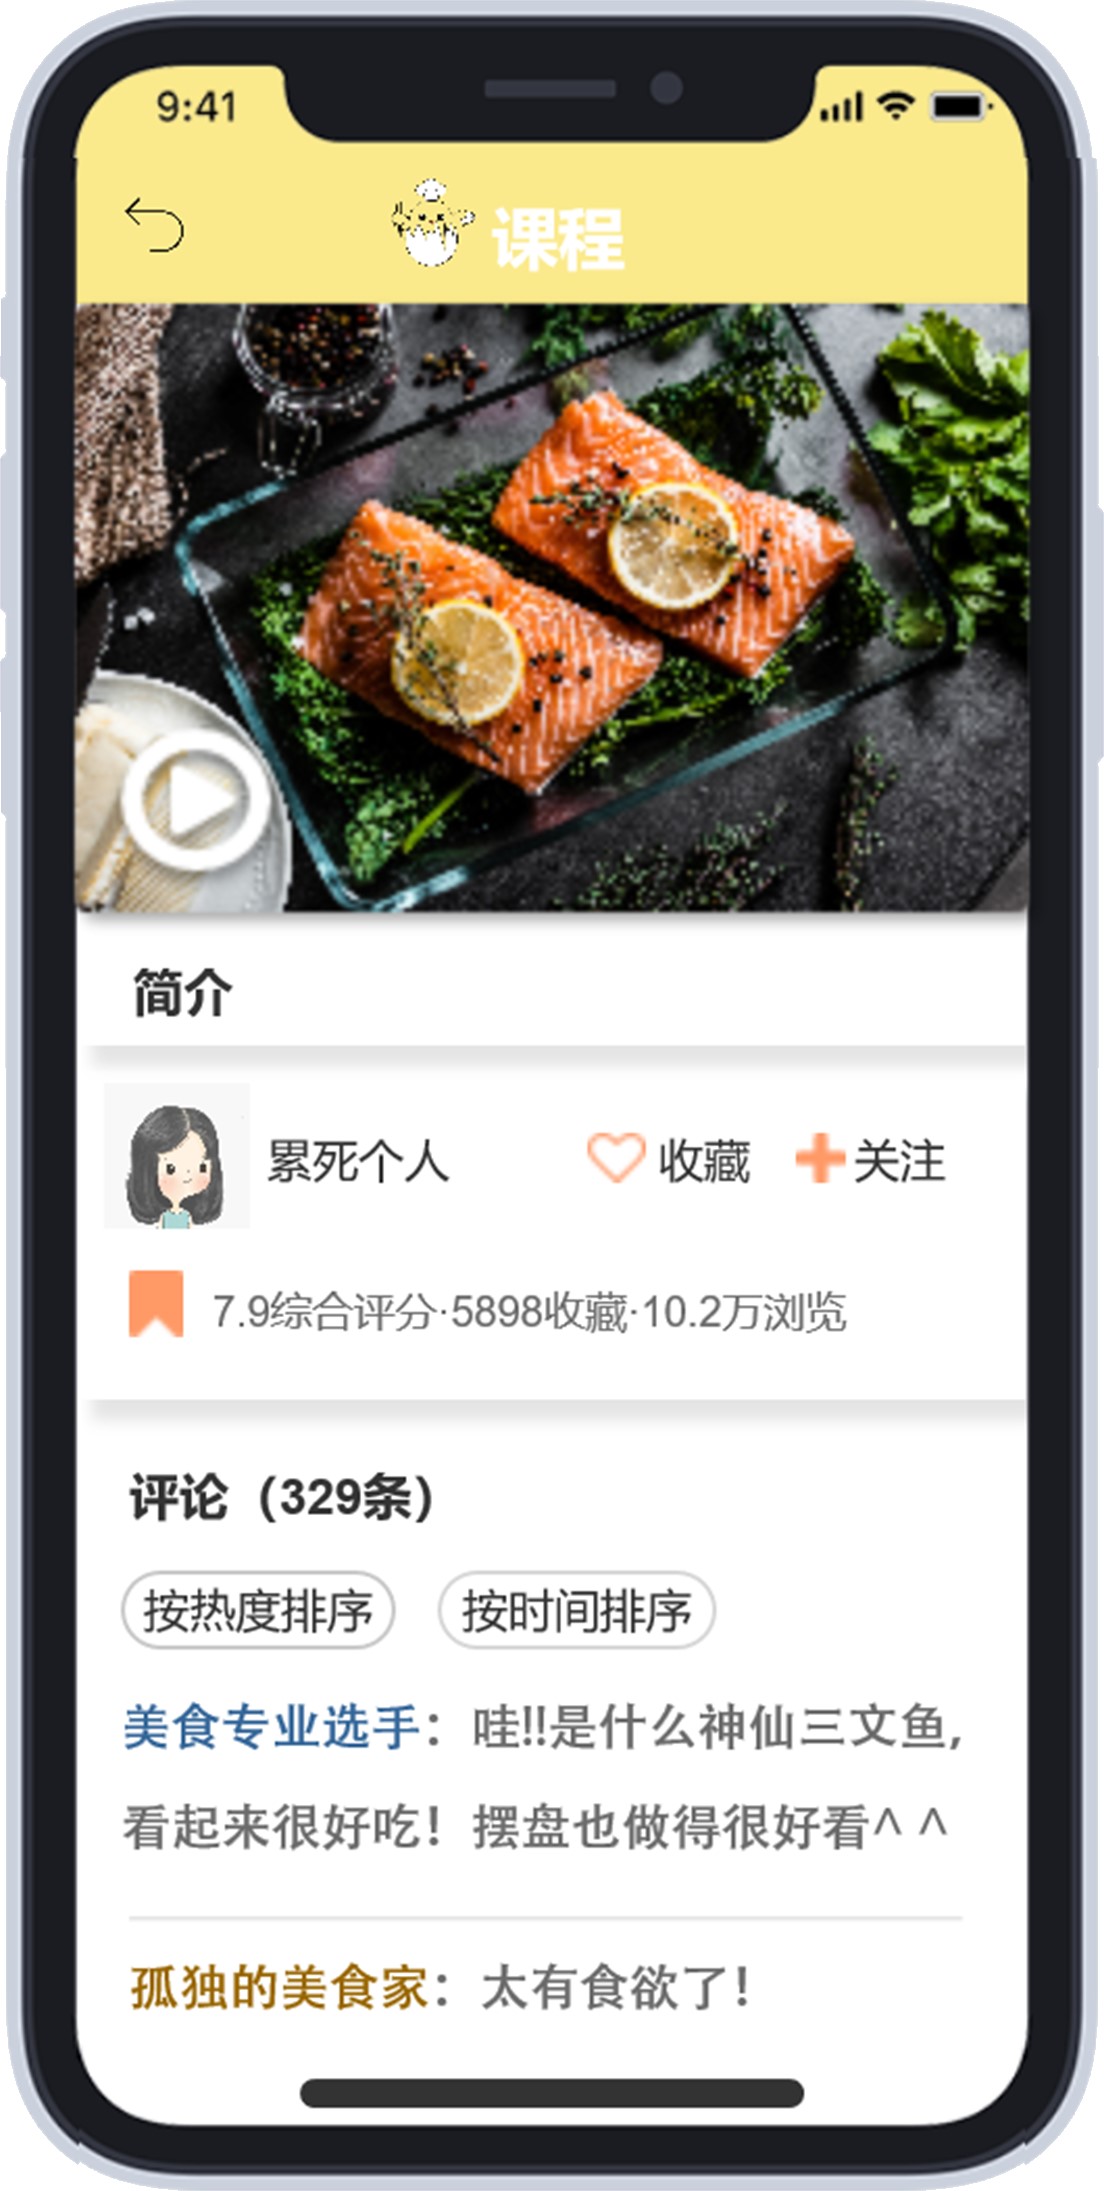 9:41
课程
简介
累死个人
收藏
关注
7.9综合评分·5898收藏·10.2万浏览
评论（329条）
按热度排序
按时间排序
美食专业选手：哇!!是什么神仙三文鱼,
看起来很好吃！摆盘也做得很好看^ ^
孤独的美食家：太有食欲了！